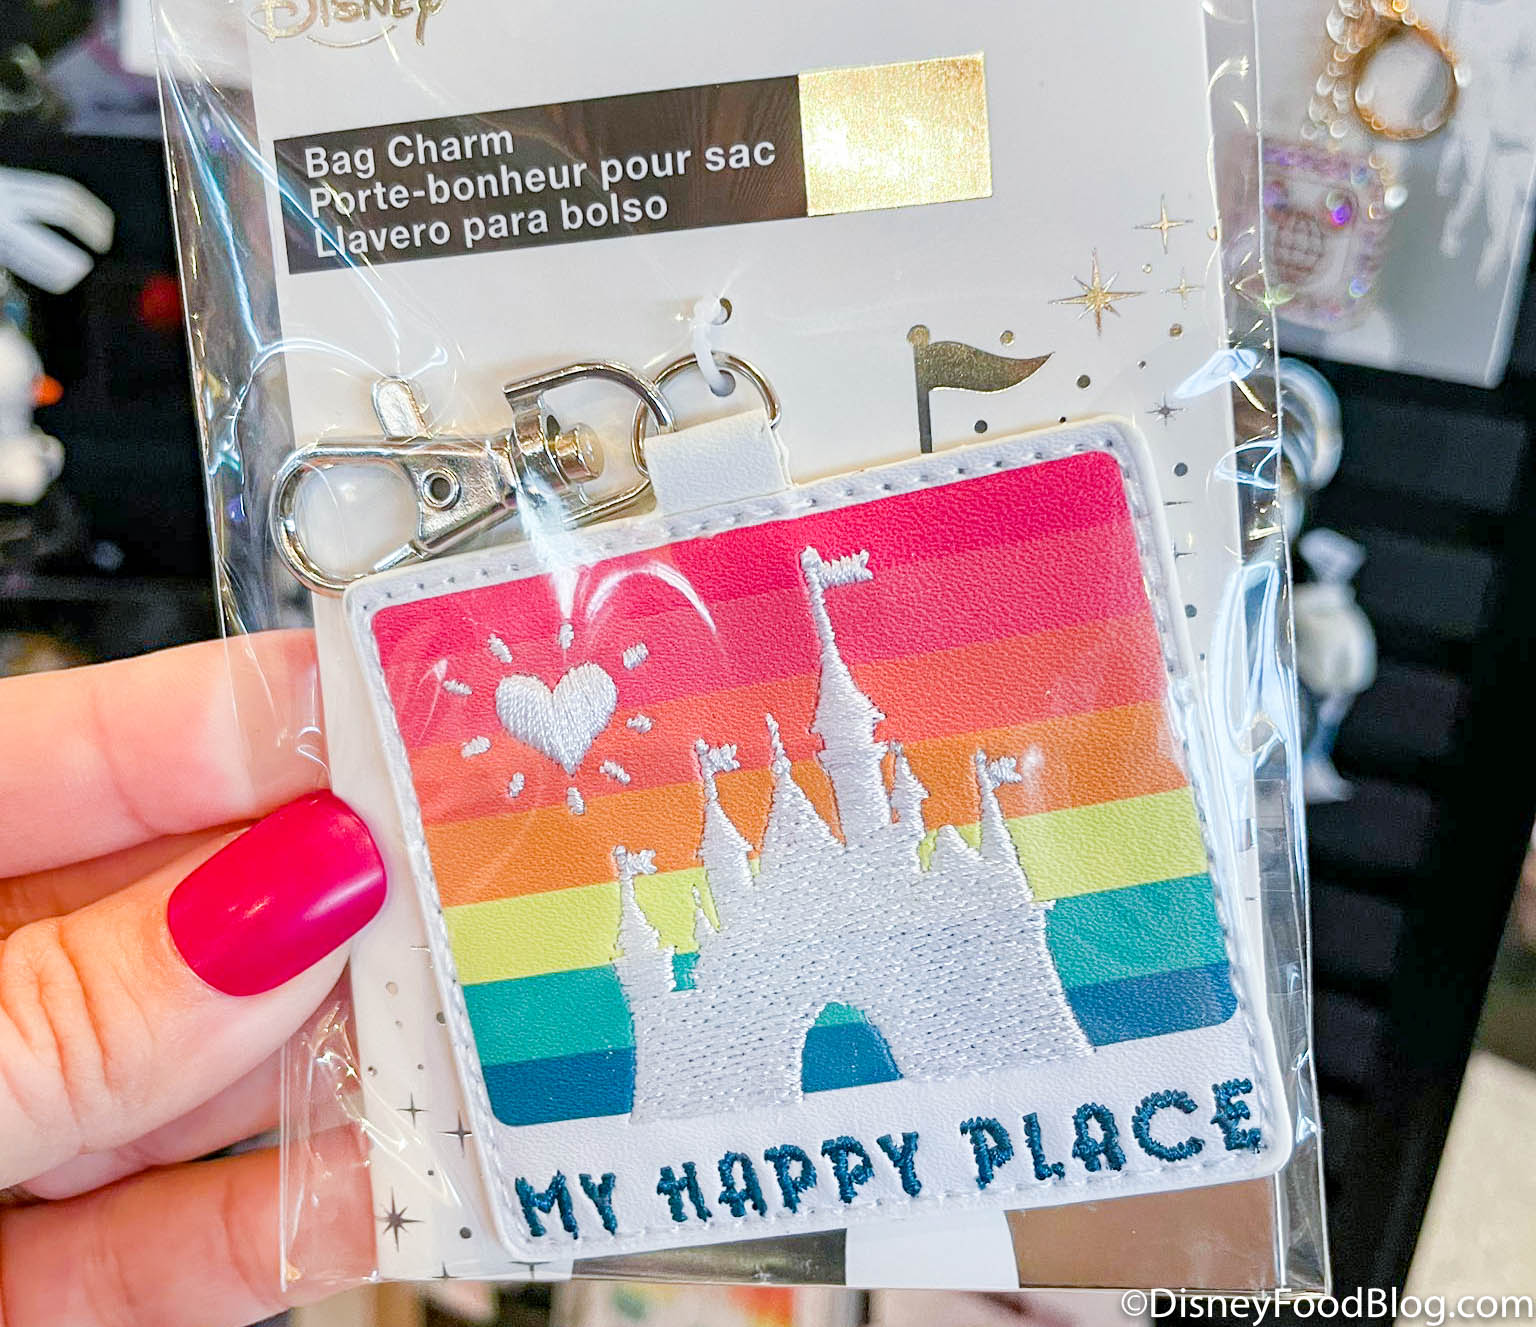 Disney
Bag Charm
Porte-bonheur pour sac
Llavero para bolso
MY HAPPY PLACE
©DisneyFoodBlog.com